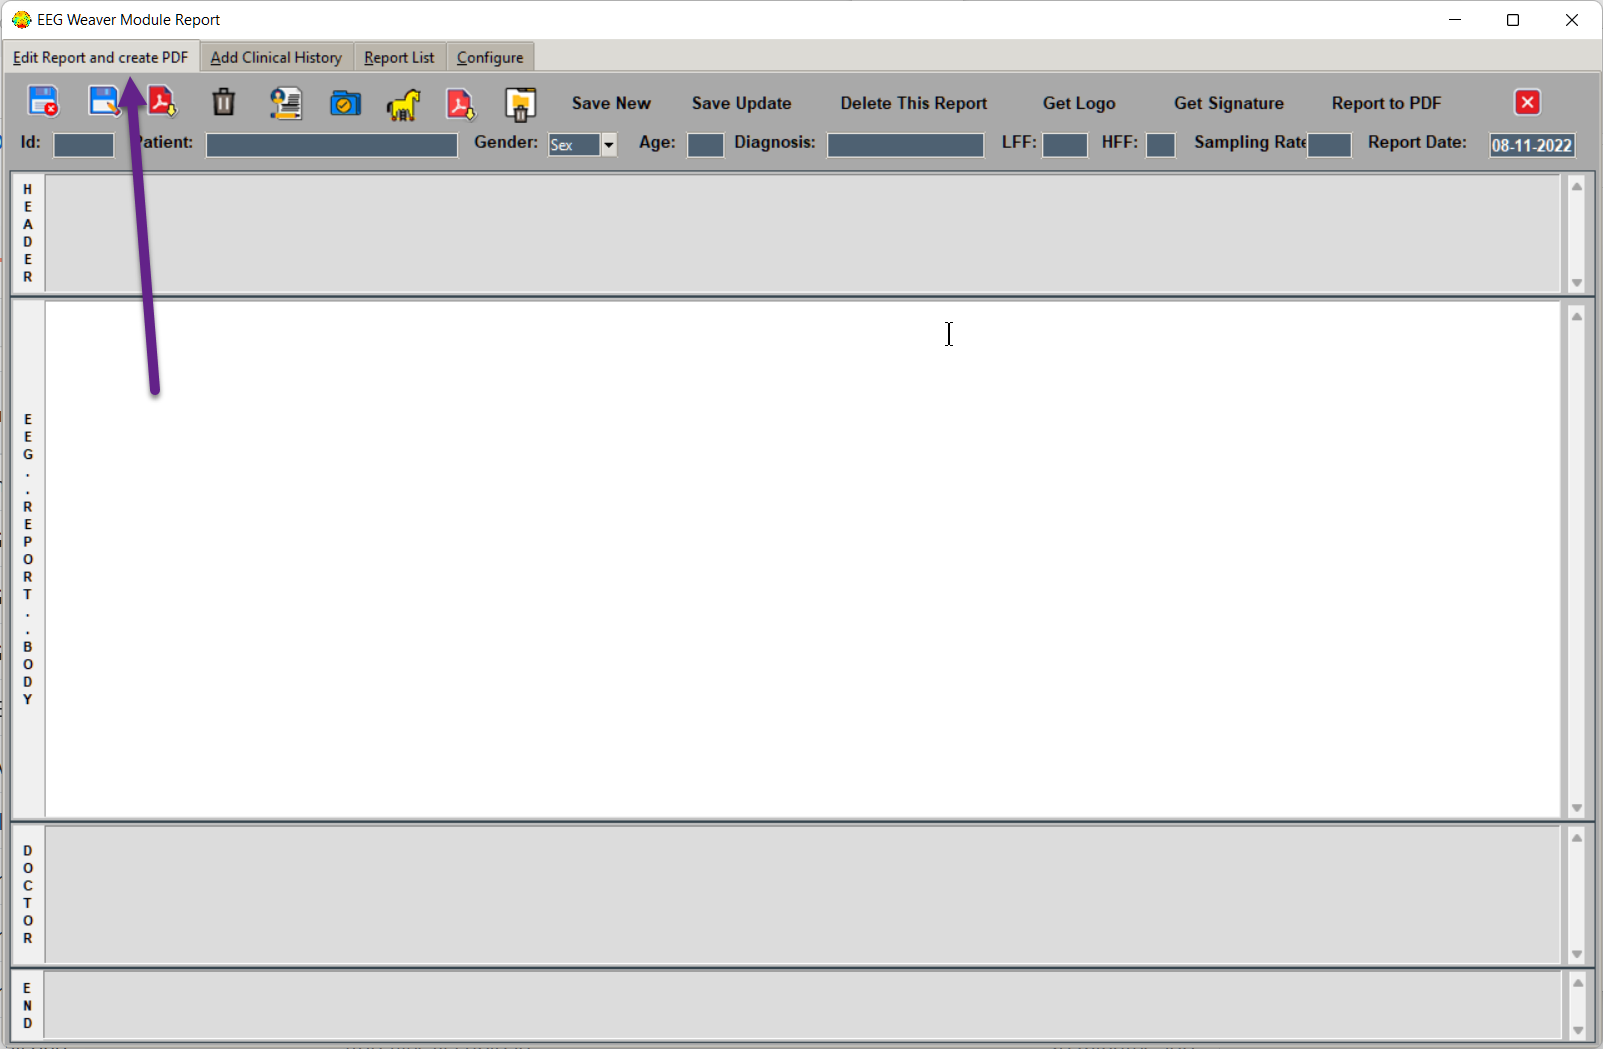 EEG Weaver Module Report
Edit Report and create PDF Add Clinical History Report List Configure
Save New Save Update Delete This Report Get Logo Get Signature Report to PDF
Id: atient: Gender: Sex Age: Diagnosis: LFF: HFF: Sampling Rate Report Date: 08-11-2022
HEADER
EEG..REPORT..BODY
DOCTOR
END